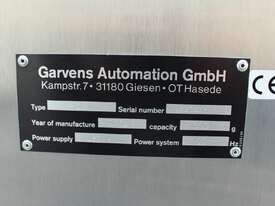 Garvens Automation GmbH
Kampstr.7 • 31180 Giesen • OT Hasede
Type Serial number
Year of manufacture capacity g
Power supply Power system Hz
CE